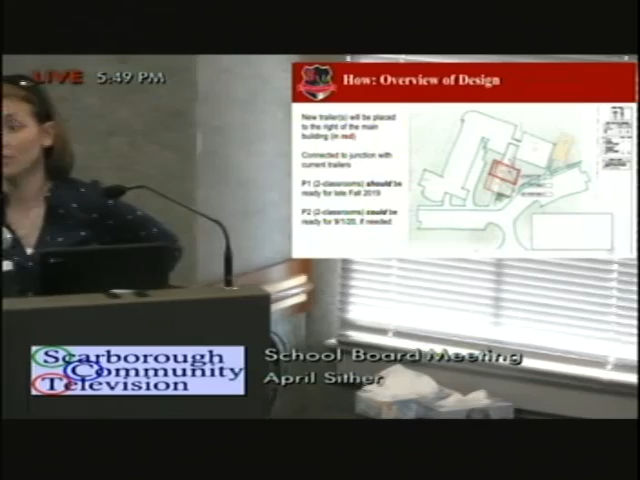 LIVE 5:49 PM
How: Overview of Design
New trailer(s) will be placed
to the right of the main
building (in red)
Connected to junction with
current trailers
P1 (2-classrooms) should be
ready for late Fall 2019
P2 (2-classrooms) could be
ready for 9/1/20, if needed
Scarborough
Community
Television
School Board Meeting
April Sither